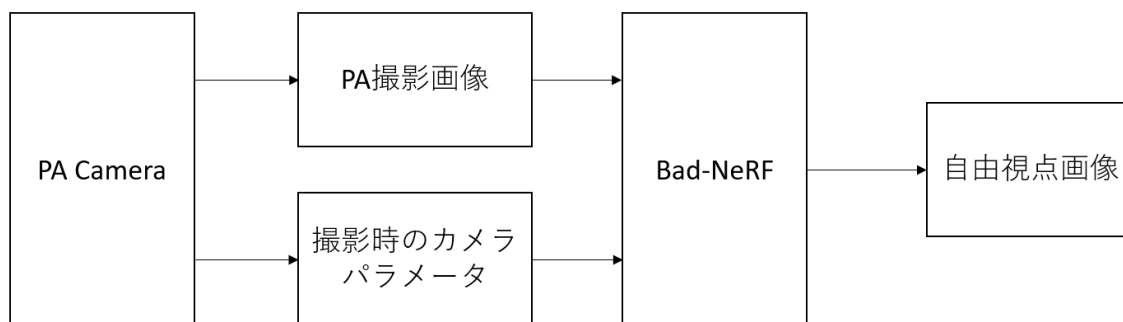 PA Camera
PA撮影画像
撮影時のカメラ
パラメータ
Bad-NeRF
自由視点画像